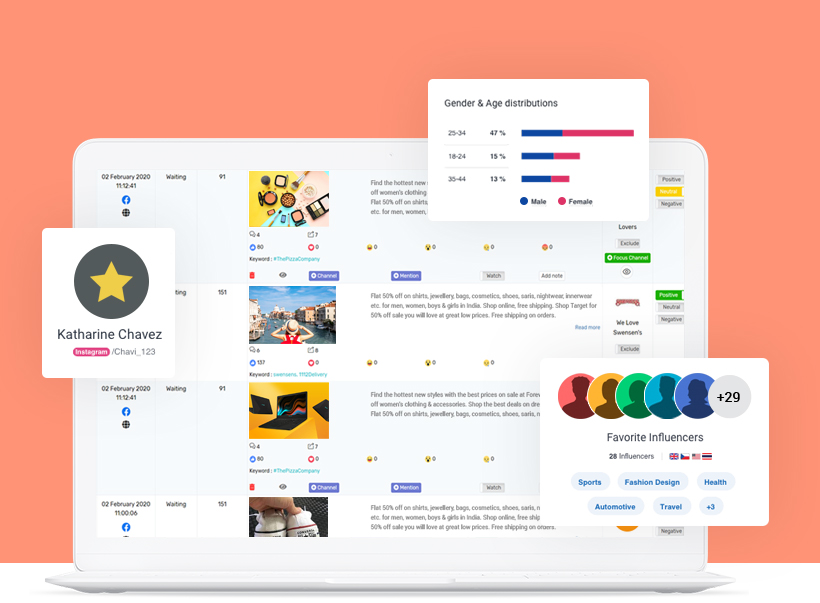 Gender & Age distributions
25-34 47 %
18-24 15 %
35-44 13 %
Male Female
Katharine Chavez
Instagram /Chavi_123
+29
Favorite Influencers
28 Influencers
Sports Fashion Design Health
Automotive Travel +3
02 February 2020 Waiting 91
11:12:41
Find the hottest new
off women's clothing
Flat 50% off on shirts,
etc. for men, women,
4 7
80 0 0 0 0 0
Keyword : #ThePizzaCompany
Channel Mention Watch Add note
Positive
Neutral
Negative
Lovers
Exclude
Focus Channel
ting 151
Flat 50% off on shirts, jewellery, bags, cosmetics, shoes, saris, nightwear, innerwear
etc. for men, women, boys & girls in India. Shop online, free shipping. Shop Target for
50% off sale you will love at great low prices. Free shipping on orders.
Read more
6 8
137 0 0 0 0
Keyword : swensens, 1112Delivery
We Love
Swensen's
Exclude
Positive
Neutral
Negative
02 February 2020 Waiting 91
11:12:41
Find the hottest new styles with the best prices on sale at Forev
off women's clothing & accessories. Shop the best deals on dre
Flat 50% off on shirts, jewellery, bags, cosmetics, shoes, saris, n
4 7
80 0 0 0 0
Keyword : #ThePizzaCompany
Channel Mention Watch
02 February 2020 Waiting 151
11:00:06
Flat 50% off on shirts, jewellery, bags, cosmetics, shoes, saris, n
etc. for men, women, boys & girls in India. Shop online, free ship
50% off sale you will love at great low prices. Free shipping on orders.
Negative